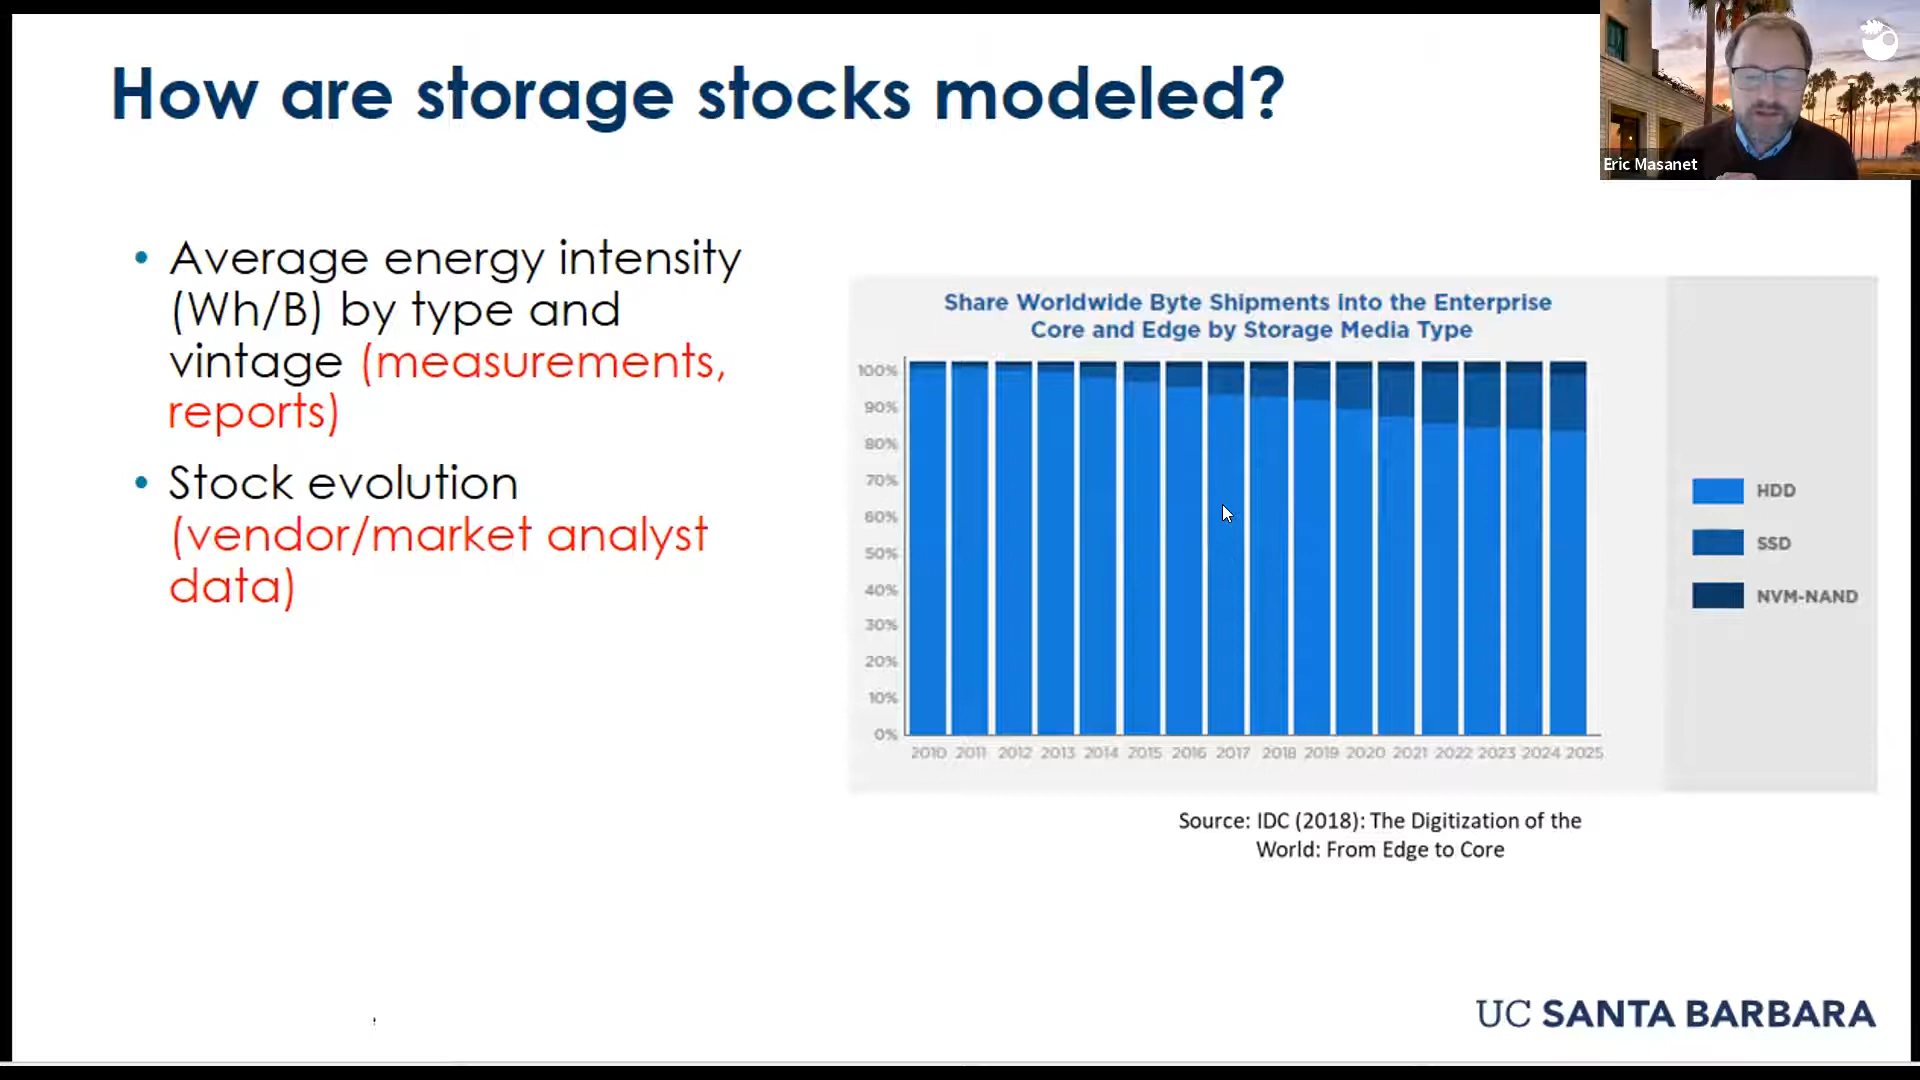 How are storage stocks modeled?
Eric Masanet
• Average energy intensity
(Wh/B) by type and
vintage (measurements,
reports)
• Stock evolution
(vendor/market analyst
data)
Share Worldwide Byte Shipments into the Enterprise
Core and Edge by Storage Media Type
100%
90%
80%
70%
60%
50%
40%
30%
20%
10%
0%
2010 2011 2012 2013 2014 2015 2016 2017 2018 2019 2020 2021 2022 2023 2024 2025
HDD
SSD
NVM-NAND
Source: IDC (2018): The Digitization of the
World: From Edge to Core
UC SANTA BARBARA